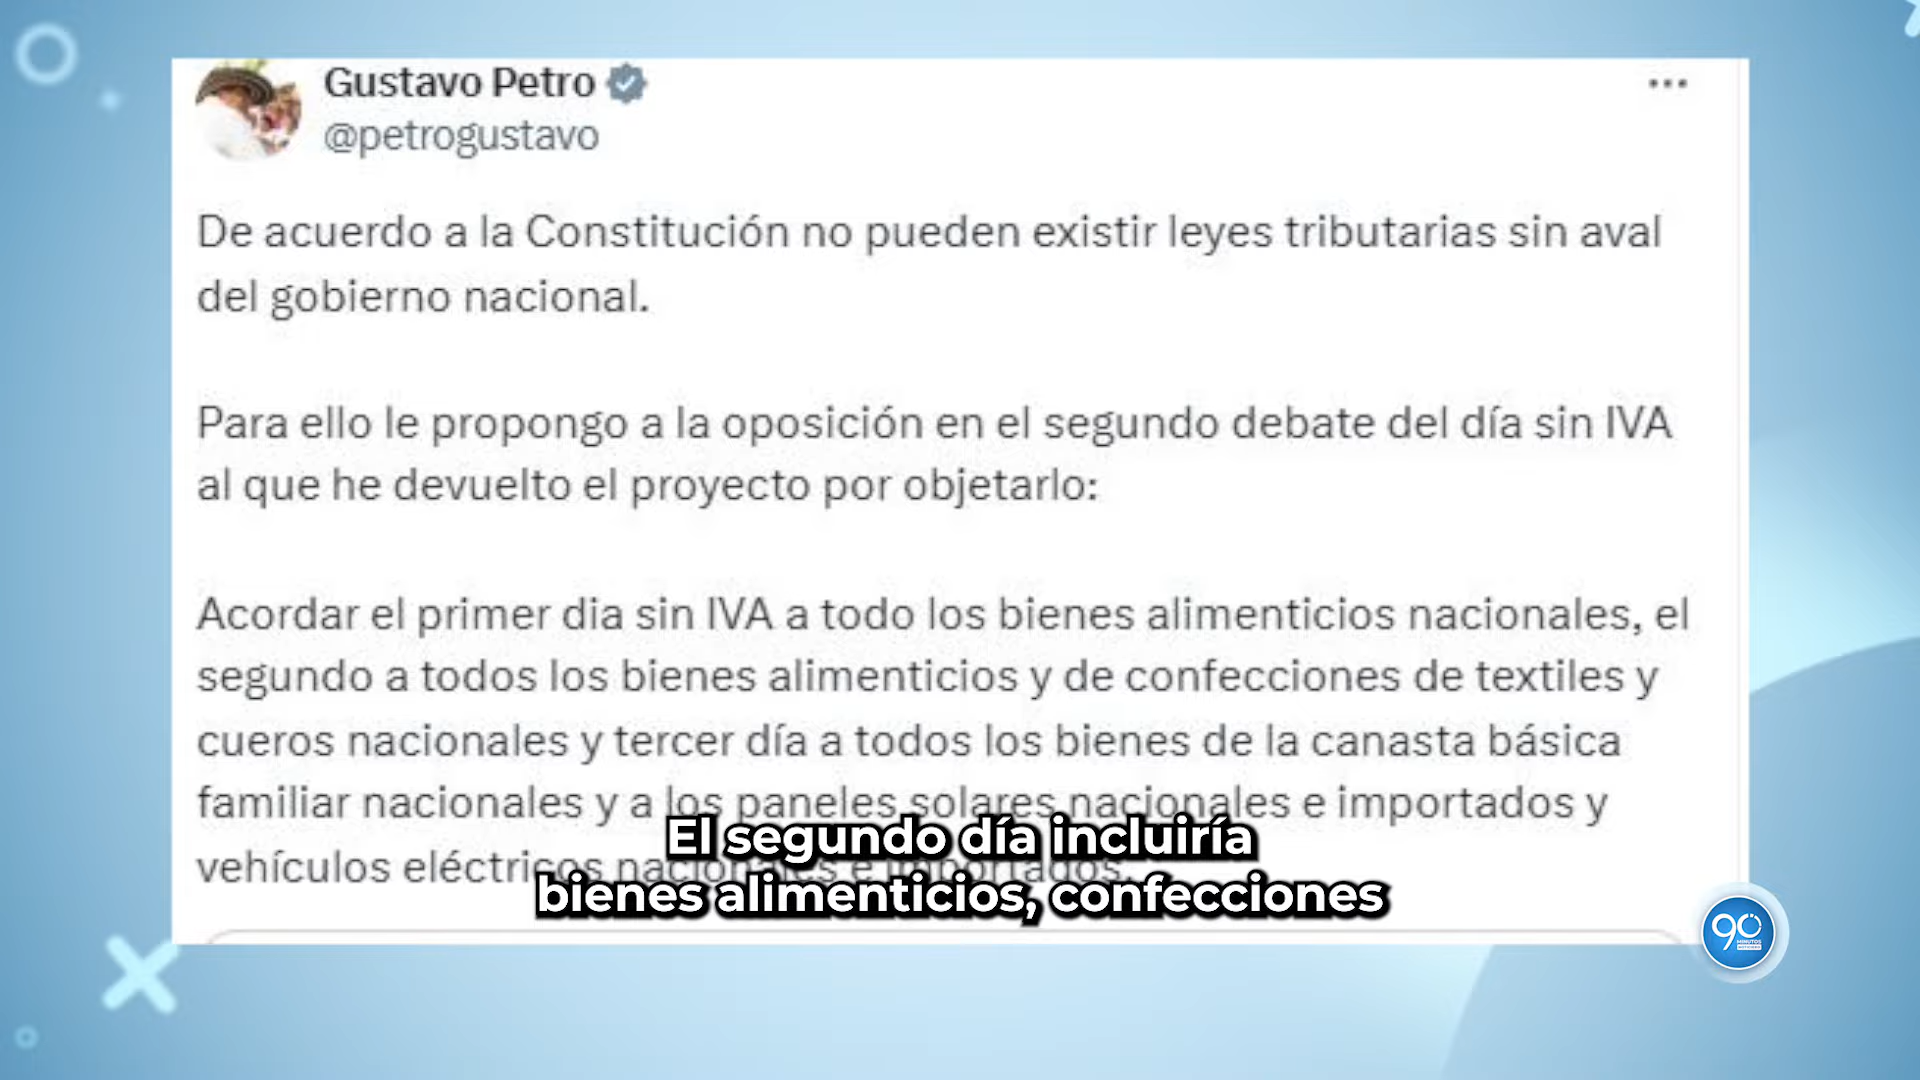 Gustavo Petro
@petrogustavo
De acuerdo a la Constitución no pueden existir leyes tributarias sin aval
del gobierno nacional.
Para ello le propongo a la oposición en el segundo debate del día sin IVA
al que he devuelto el proyecto por objetarlo:
Acordar el primer dia sin IVA a todo los bienes alimenticios nacionales, el
segundo a todos los bienes alimenticios y de confecciones de textiles y
cueros nacionales y tercer día a todos los bienes de la canasta básica
familiar nacionales y a los paneles solares nacionales e importados y
vehículos eléctricos nacionales e importados.
El segundo día incluiría
bienes alimenticios, confecciones
90
MINUTOS